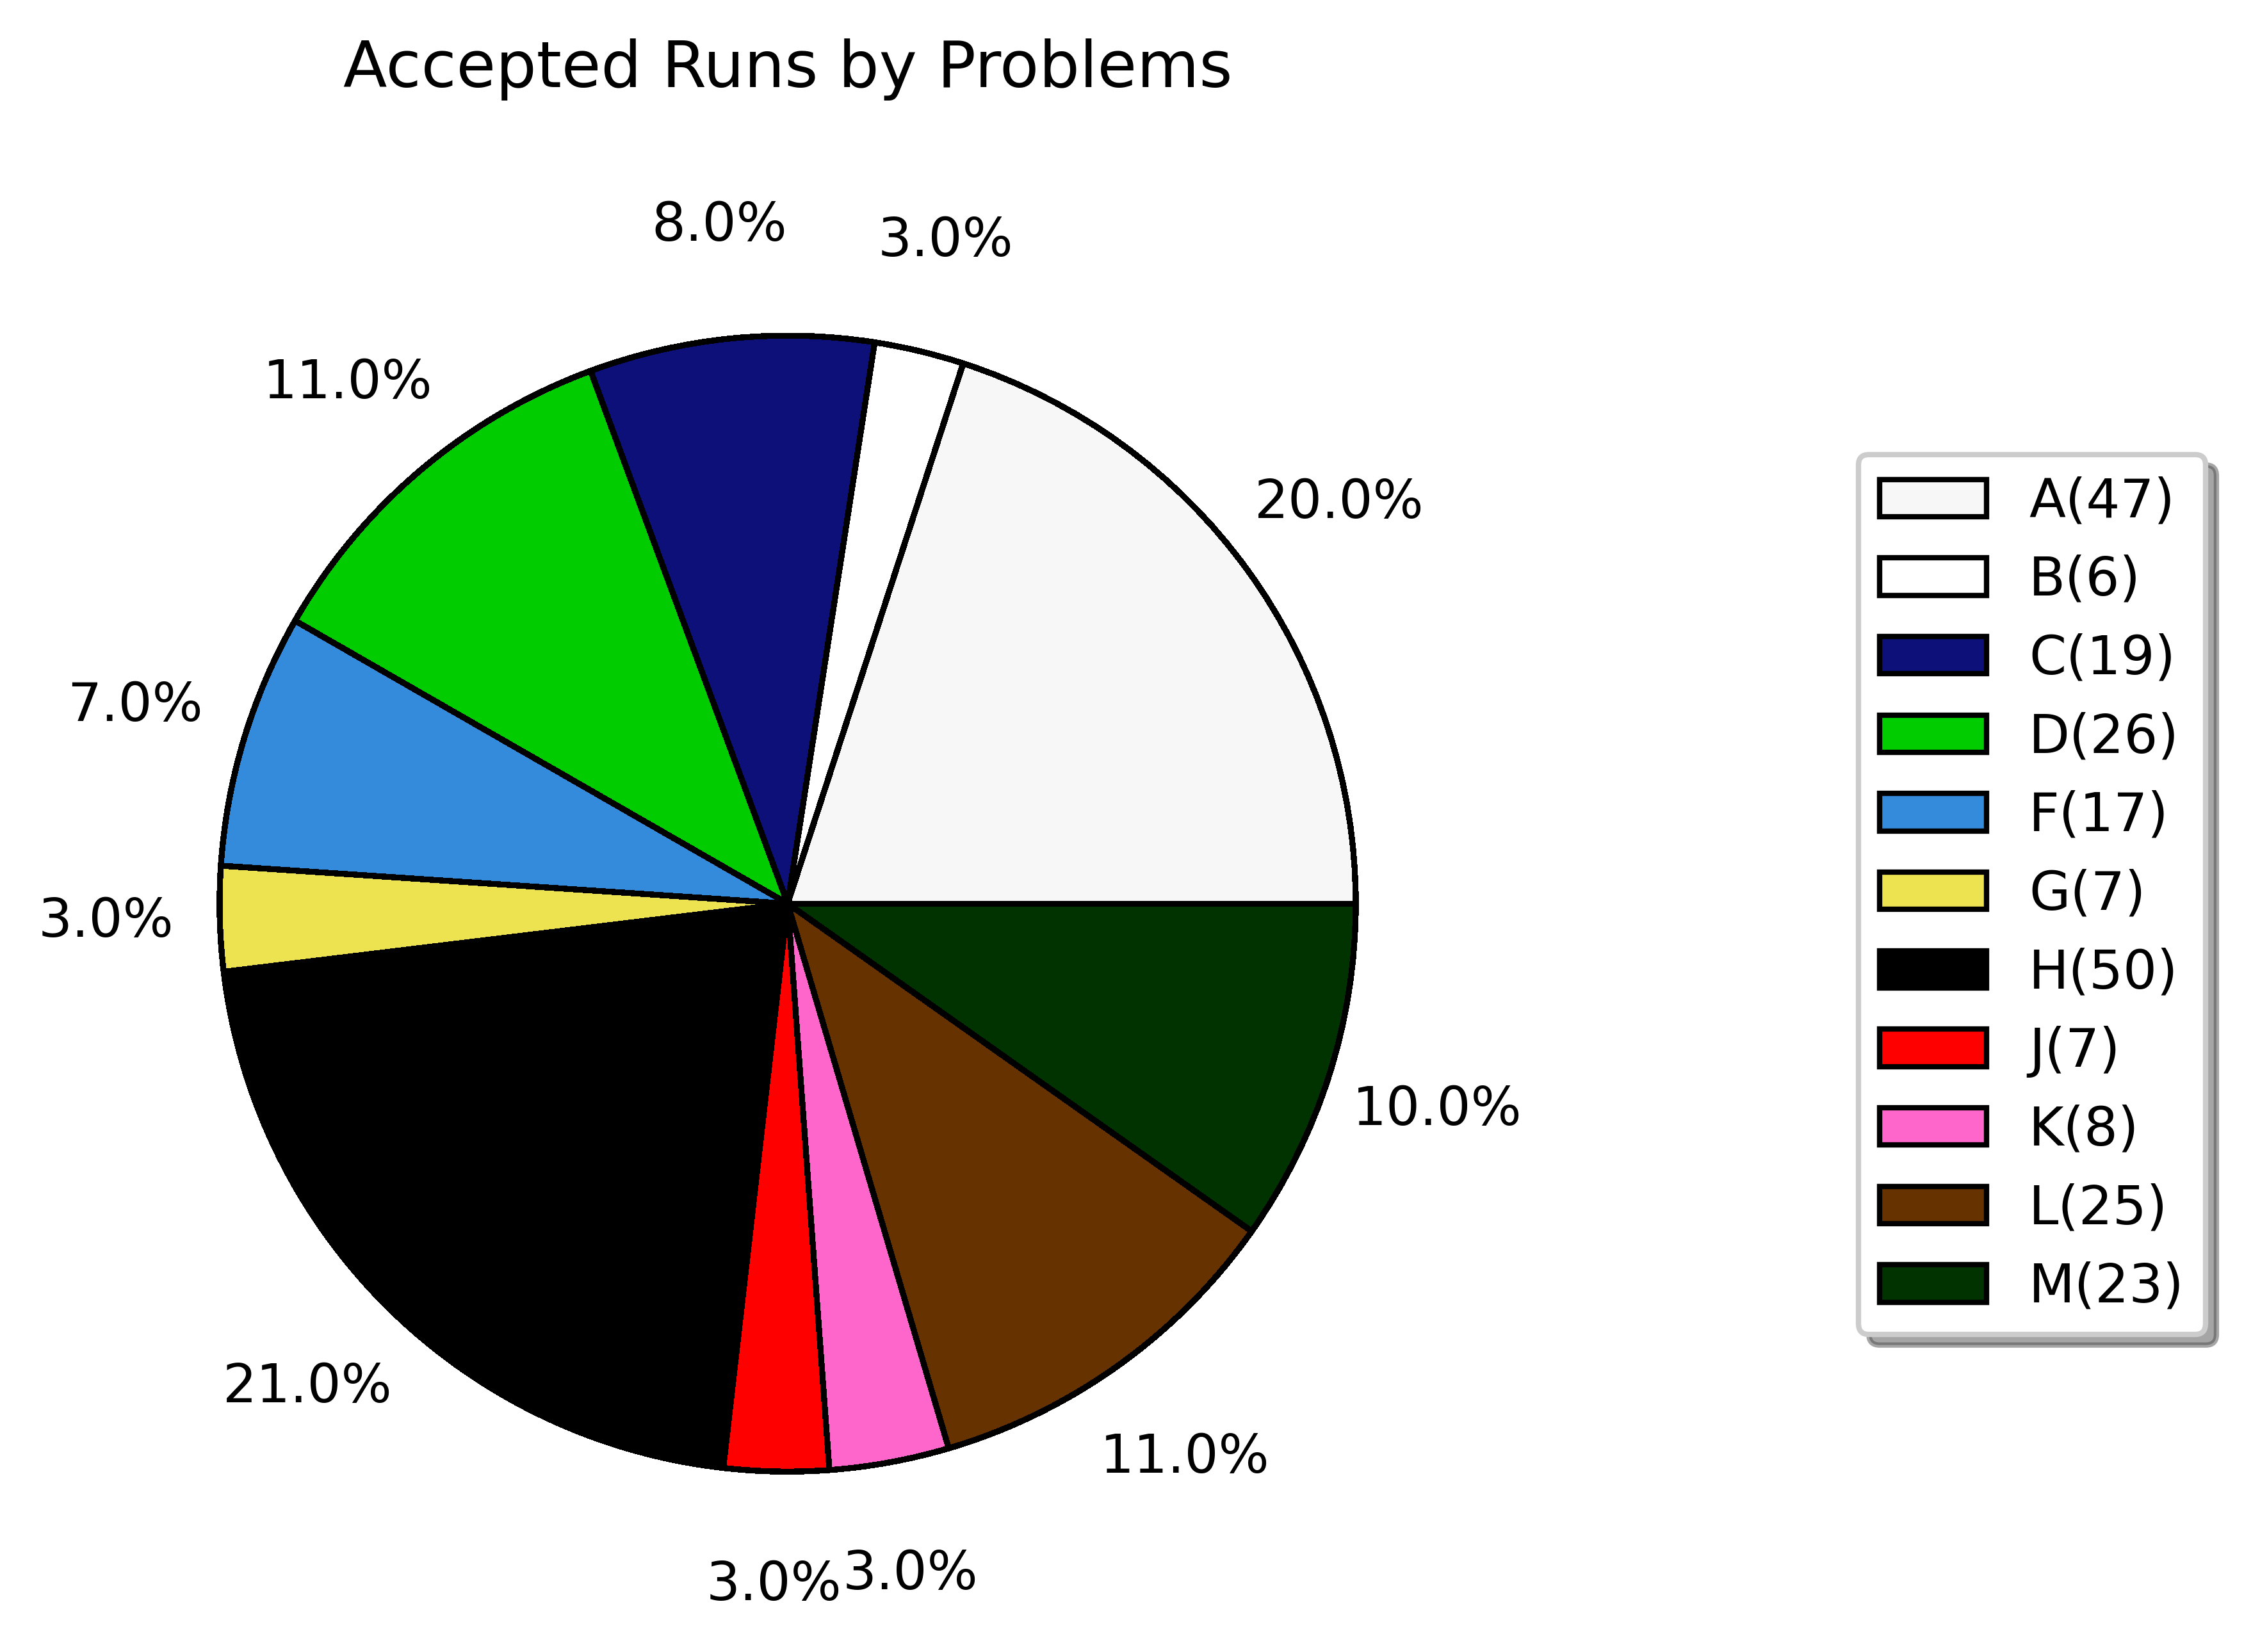 Accepted Runs by Problems
8.0%
3.0%
11.0%
20.0%
7.0%
3.0%
10.0%
21.0%
11.0%
3.0%
3.0%
A(47)
B(6)
C(19)
D(26)
F(17)
G(7)
H(50)
J(7)
K(8)
L(25)
M(23)